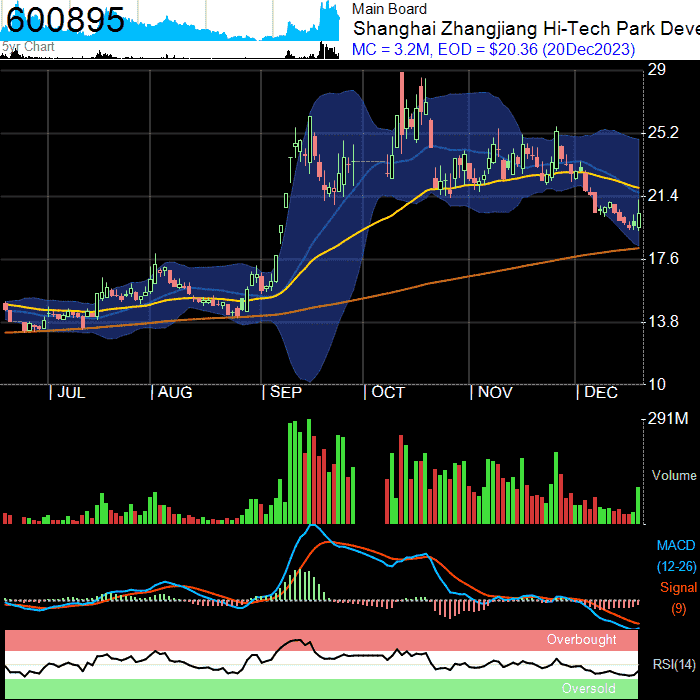 600895
5yr Chart
Main Board
Shanghai Zhangjiang Hi-Tech Park Deve
MC = 3.2M, EOD = $20.36 (20Dec2023)
29
25.2
21.4
17.6
13.8
10
JUL
AUG
SEP
OCT
NOV
DEC
291M
Volume
MACD
(12-26)
Signal
(9)
Overbought
RSI(14)
Oversold